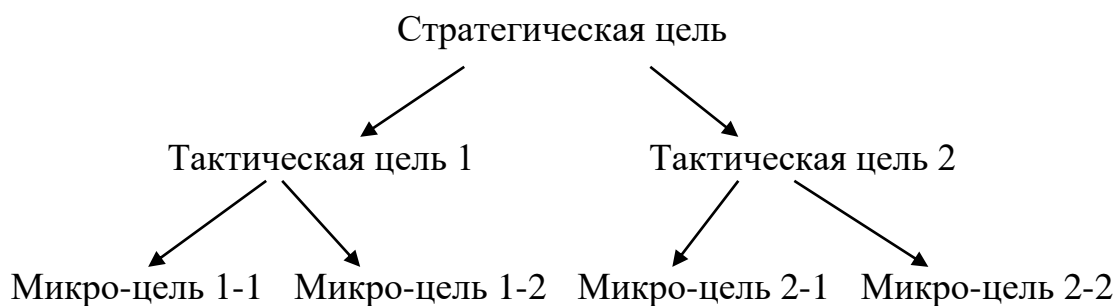 Стратегическая цель
Тактическая цель 1 Тактическая цель 2
Микро-цель 1-1 Микро-цель 1-2 Микро-цель 2-1 Микро-цель 2-2